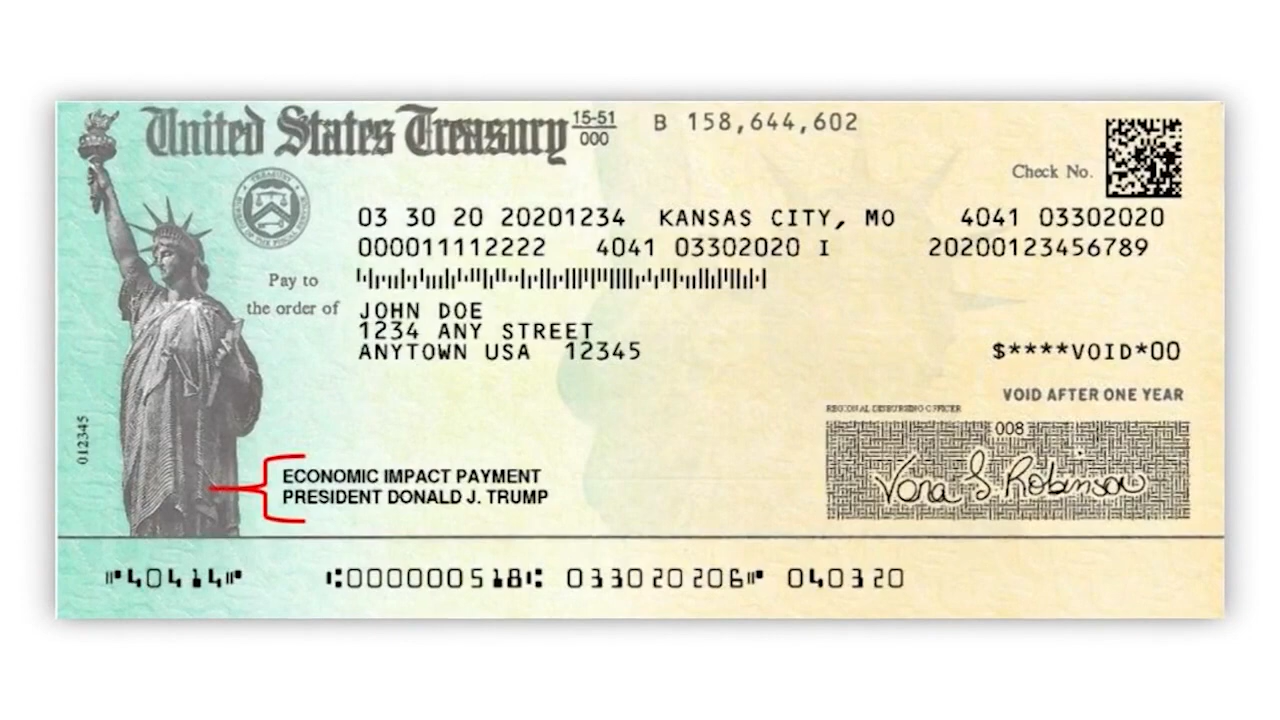 United States Treasury 15-51 B 158,644,602
000
Check No.
03 30 20 20201234 KANSAS CITY, MO 4041 03302020
000011112222 4041 03302020 I 20200123456789
Pay to
the order of JOHN DOE
1234 ANY STREET
ANYTOWN USA 12345 $****VOID*00
VOID AFTER ONE YEAR
REGIONAL DISBURSING OFFICER
008
012345
ECONOMIC IMPACT PAYMENT
PRESIDENT DONALD J. TRUMP
Vona S Robinson
⑈40414⑈ ⑆000000518⑆ 033020206⑈ 040320